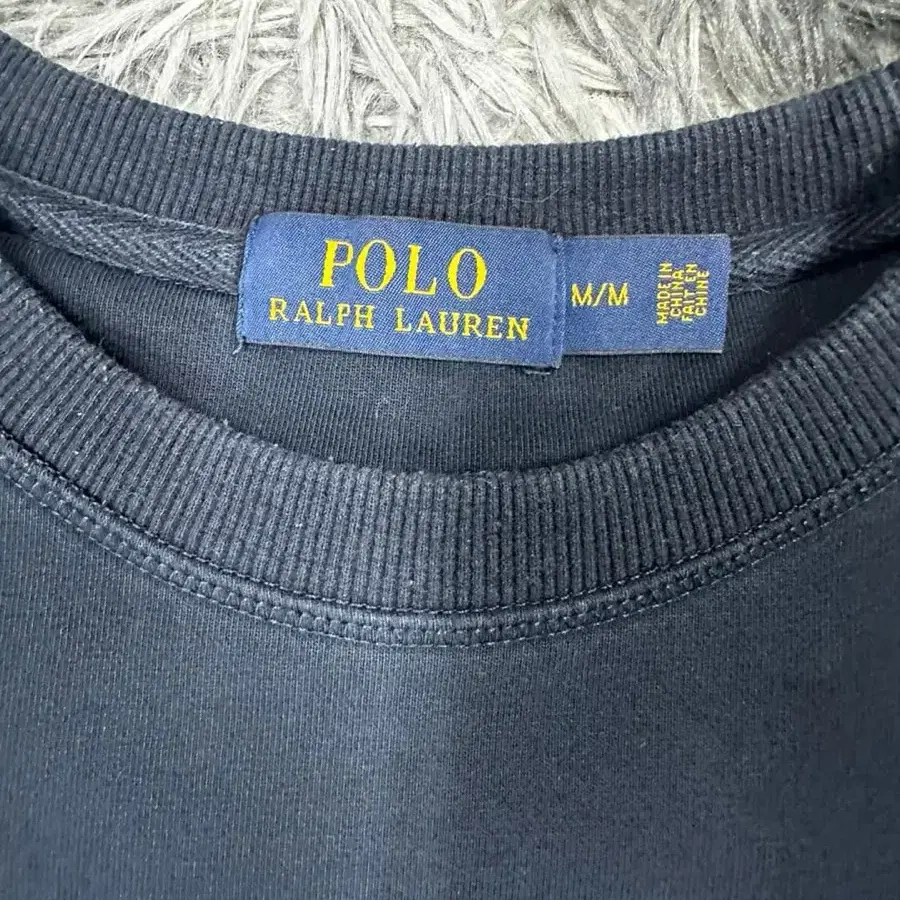 POLO
RALPH LAUREN
M/M
MADE IN
CHINA
FAIT EN
CHINE